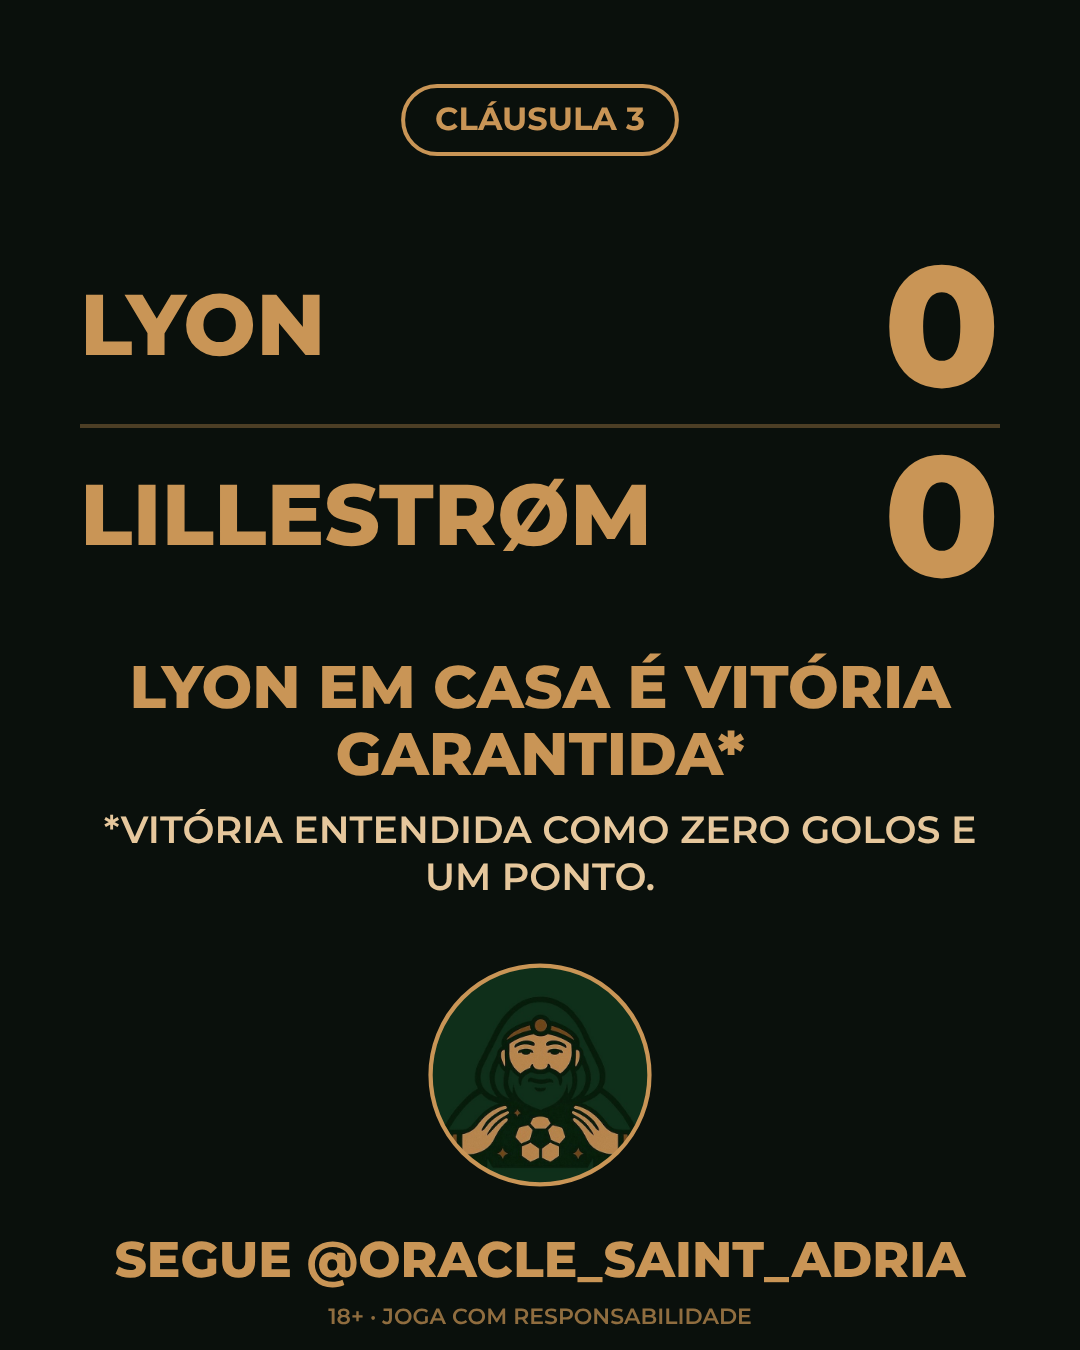 CLÁUSULA 3
LYON 0
LILLESTRØM 0
LYON EM CASA É VITÓRIA
GARANTIDA*
*VITÓRIA ENTENDIDA COMO ZERO GOLOS E
UM PONTO.
SEGUE @ORACLE_SAINT_ADRIA
18+ · JOGA COM RESPONSABILIDADE